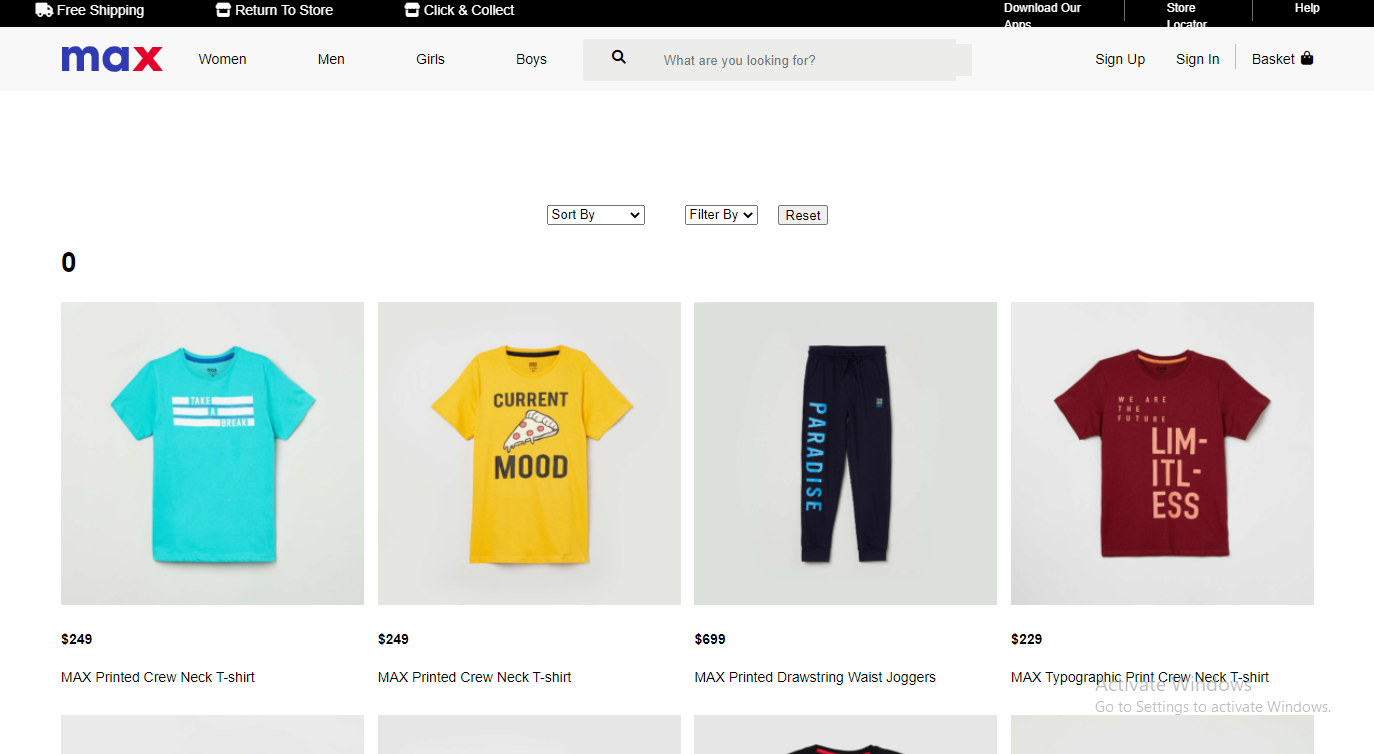 Free Shipping Return To Store Click & Collect Download Our Apps Store Locator Help
max Women Men Girls Boys What are you looking for? Sign Up Sign In Basket
Sort By Filter By Reset
0
TAKE
A
BREAK
CURRENT
MOOD
PARADISE
WE ARE
THE
FUTURE
LIM-
ITL-
ESS
$249 $249 $699 $229
MAX Printed Crew Neck T-shirt MAX Printed Crew Neck T-shirt MAX Printed Drawstring Waist Joggers MAX Typographic Print Crew Neck T-shirt
Activate Windows
Go to Settings to activate Windows.